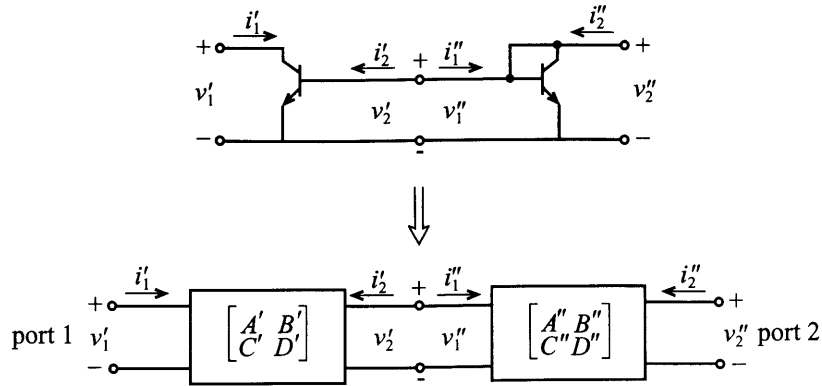 i′₁ i′₂ + i″₁ i″₂
+ +
v′₁ v′₂ v″₁ v″₂
− - −
i′₁ i′₂ + i″₁ i″₂
+ +
port 1 v′₁ [A′ B′ C′ D′] v′₂ v″₁ [A″ B″ C″ D″] v″₂ port 2
− - −